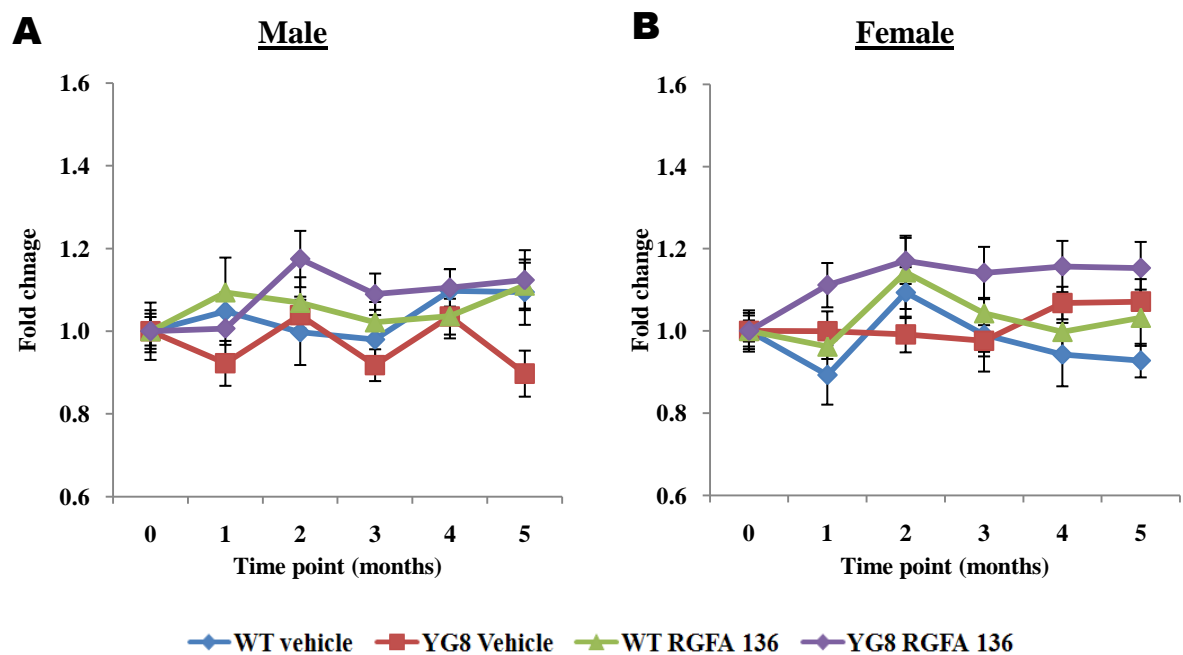 A
Male
1.6
1.4
1.2
1.0
0.8
0.6
Fold chnage
0 1 2 3 4 5
Time point (months)
B
Female
1.6
1.4
1.2
1.0
0.8
0.6
Fold change
0 1 2 3 4 5
Time point (months)
WT vehicle YG8 Vehicle WT RGFA 136 YG8 RGFA 136